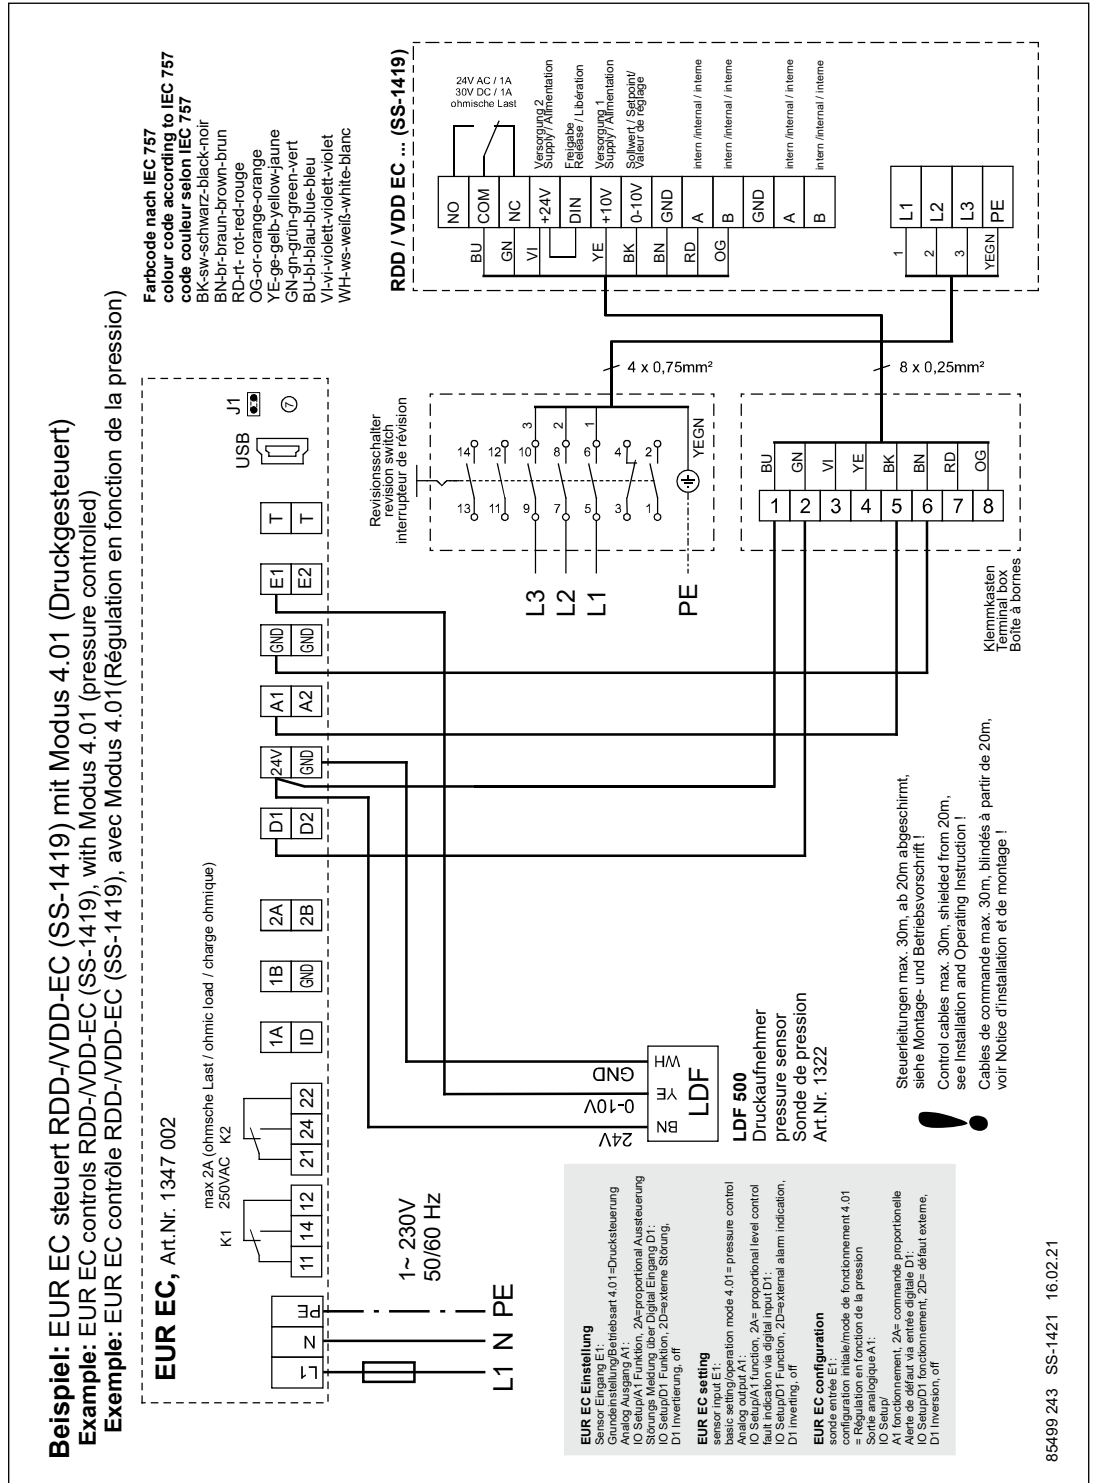 Beispiel: EUR EC steuert RDD-/VDD-EC (SS-1419) mit Modus 4.01 (Druckgesteuert)
Example: EUR EC controls RDD-/VDD-EC (SS-1419), with Modus 4.01 (pressure controlled)
Exemple: EUR EC contrôle RDD-/VDD-EC (SS-1419), avec Modus 4.01(Régulation en fonction de la pression)
EUR EC, Art.Nr. 1347 002
max 2A (ohmsche Last / ohmic load / charge ohmique)
250VAC
K1
K2
L1
N
PE
11
14
12
21
24
22
1A
ID
1B
GND
2A
2B
D1
D2
24V
GND
A1
A2
GND
GND
E1
E2
T
T
USB
J1
7
1~ 230V
50/60 Hz
L1
N
PE
Farbcode nach IEC 757
colour code according to IEC 757
code couleur selon IEC 757
BK-sw-schwarz-black-noir
BN-br-braun-brown-brun
RD-rt- rot-red-rouge
OG-or-orange-orange
YE-ge-gelb-yellow-jaune
GN-gn-grün-green-vert
BU-bl-blau-blue-bleu
VI-vi-violett-violet
WH-ws-weiß-white-blanc
24V
0-10V
GND
BN
YE
WH
LDF
LDF 500
Druckaufnehmer
pressure sensor
Sonde de pression
Art.Nr. 1322
L3
L2
L1
PE
Revisionsschalter
revision switch
interrupteur de révision
13
14
11
12
9
10
7
8
5
6
3
4
1
2
3
2
1
YEGN
4 x 0,75mm²
8 x 0,25mm²
Klemmkasten
Terminal box
Boîte à bornes
1
2
3
4
5
6
7
8
BU
GN
VI
YE
BK
BN
RD
OG
RDD / VDD EC ... (SS-1419)
24V AC / 1A
30V DC / 1A
ohmische Last
NO
COM
NC
+24V
DIN
+10V
0-10V
GND
A
B
GND
A
B
BU
GN
VI
YE
BK
BN
RD
OG
Versorgung 2
Supply / Alimentation
Freigabe
Release / Libération
Versorgung 1
Supply / Alimentation
Sollwert / Setpoint/
Valeur de réglage
intern /internal / interne
intern /internal / interne
intern /internal / interne
intern /internal / interne
1
2
3
YEGN
L1
L2
L3
PE
EUR EC Einstellung
Sensor Eingang E1:
Grundeinstellung/Betriebsart 4.01=Drucksteuerung
Analog Ausgang A1:
IO Setup/A1 Funktion, 2A=proportional Aussteuerung
Störungs Meldung über Digital Eingang D1:
IO Setup/D1 Funktion, 2D=externe Störung,
D1 Invertierung, off
EUR EC setting
sensor input E1:
basic setting/operation mode 4.01= pressure control
Analog output A1:
IO Setup/A1 function, 2A= proportional level control
fault indication via digital input D1:
IO Setup/D1 Function, 2D=external alarm indication,
D1 inverting, off
EUR EC configuration
sonde entrée E1:
configuration initiale/mode de fonctionnement 4.01
= Régulation en fonction de la pression
Sortie analogique A1:
IO Setup/
A1 fonctionnement, 2A= commande proportionelle
Alerte de défaut via entrée digitale D1:
IO Setup/D1 fonctionnement, 2D= défaut externe,
D1 Inversion, off
Steuerleitungen max. 30m, ab 20m abgeschirmt,
siehe Montage- und Betriebsvorschrift !
Control cables max. 30m, shielded from 20m,
see Installation and Operating Instruction !
Cables de commande max. 30m, blindés à partir de 20m,
voir Notice d'installation et de montage !
!
85499 243 SS-1421 16.02.21